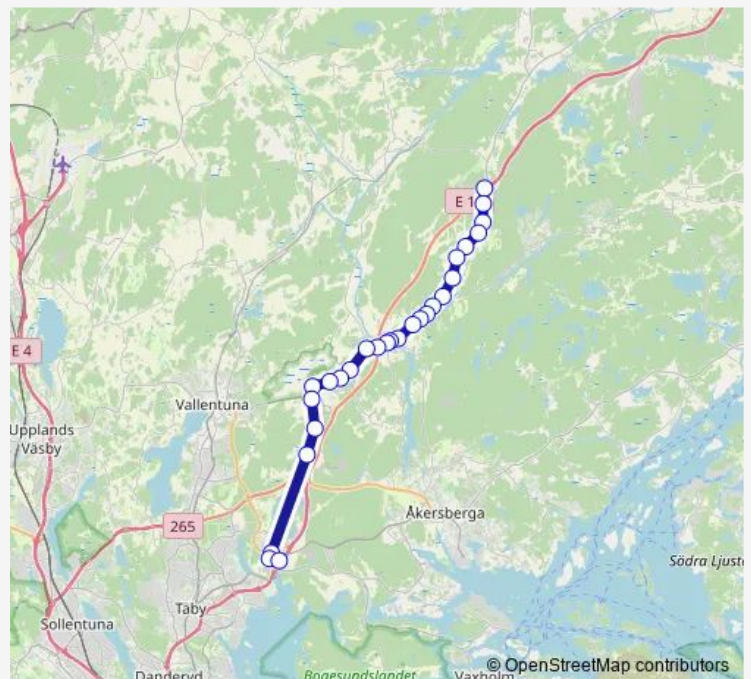 E 1
E 4
Vallentuna
Upplands
Väsby
Åkersberga
265
Södra Ljust
Täby
Sollentuna
Danderyd
Bogesundslandet
Vaxholm
© OpenStreetMap contributors